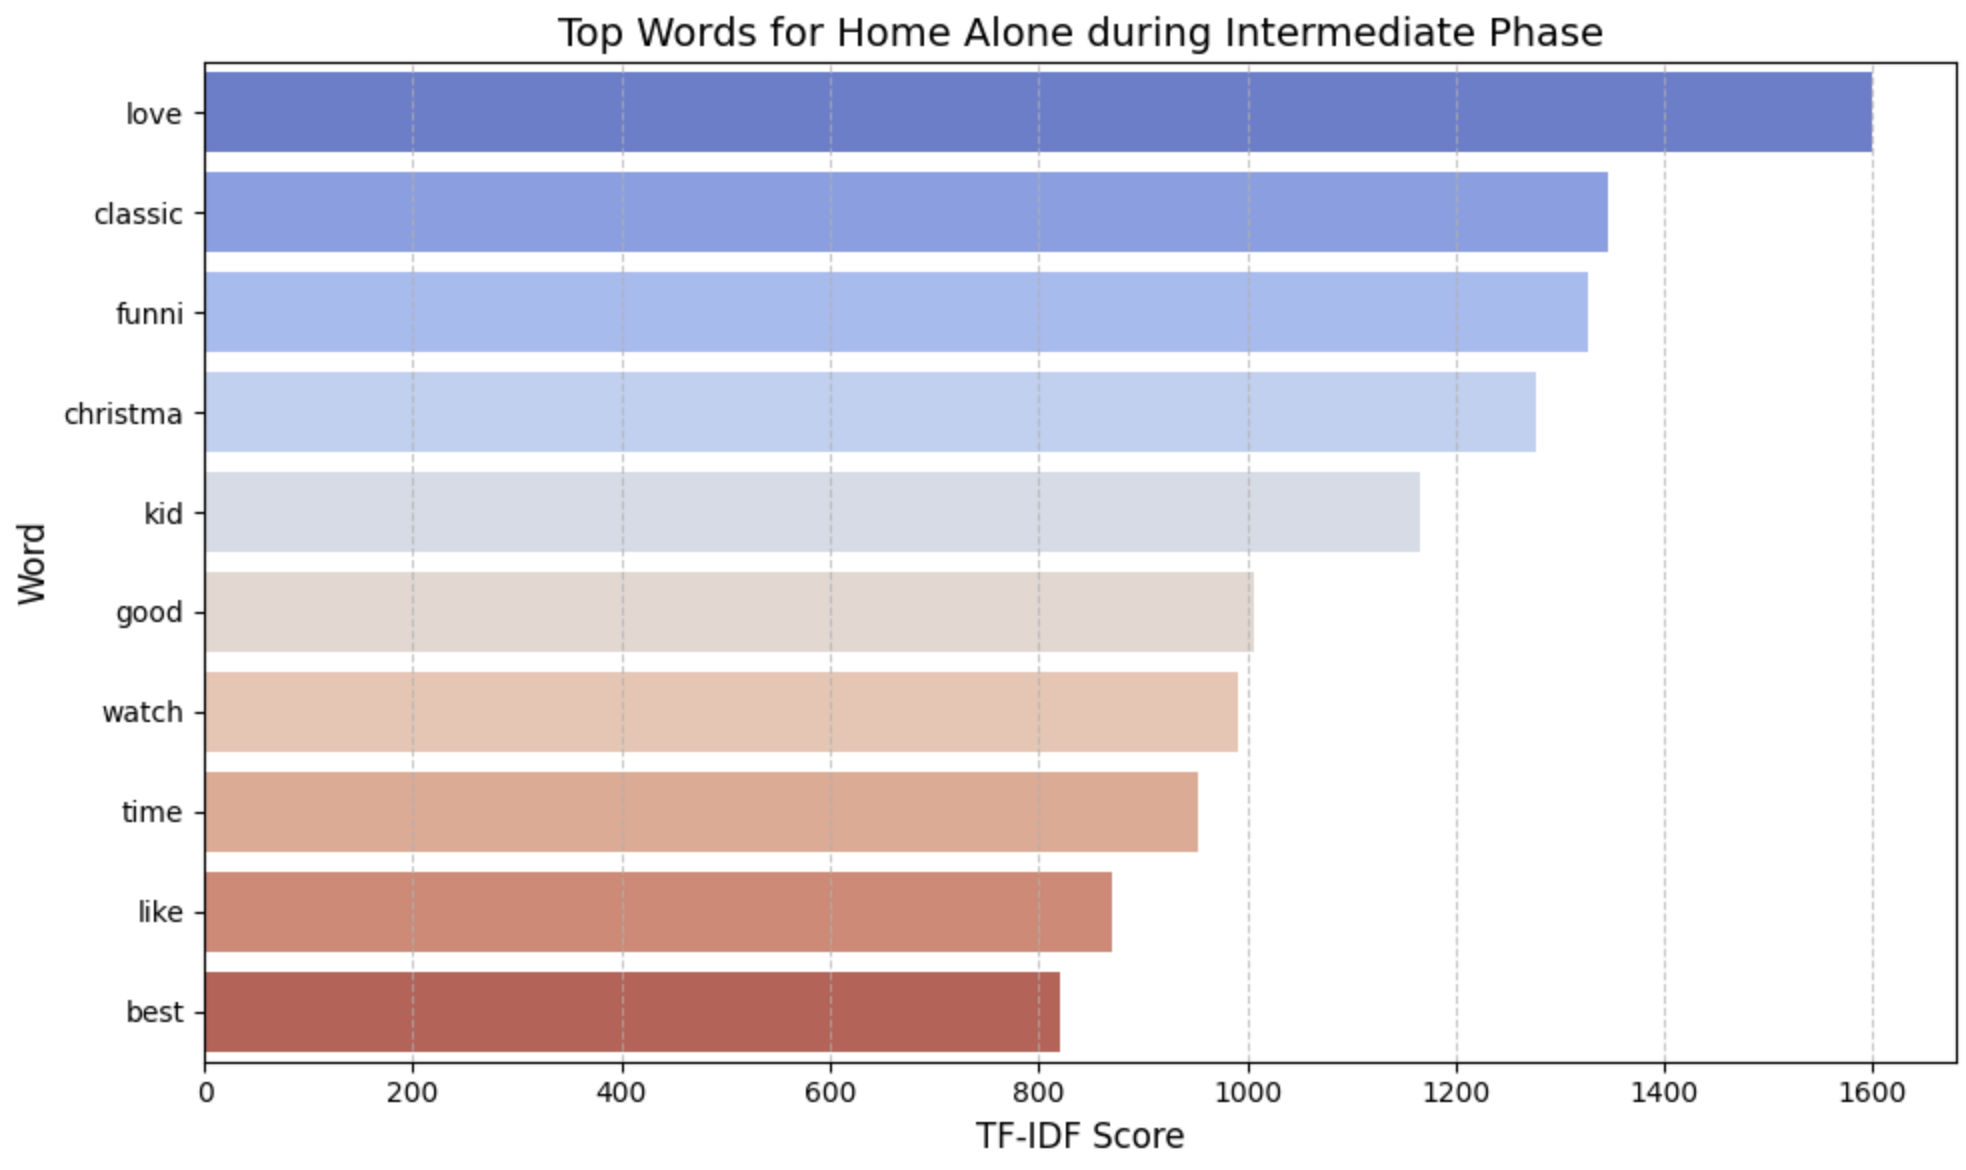 Top Words for Home Alone during Intermediate Phase
love
classic
funni
christma
kid
good
watch
time
like
best
Word
0 200 400 600 800 1000 1200 1400 1600
TF-IDF Score